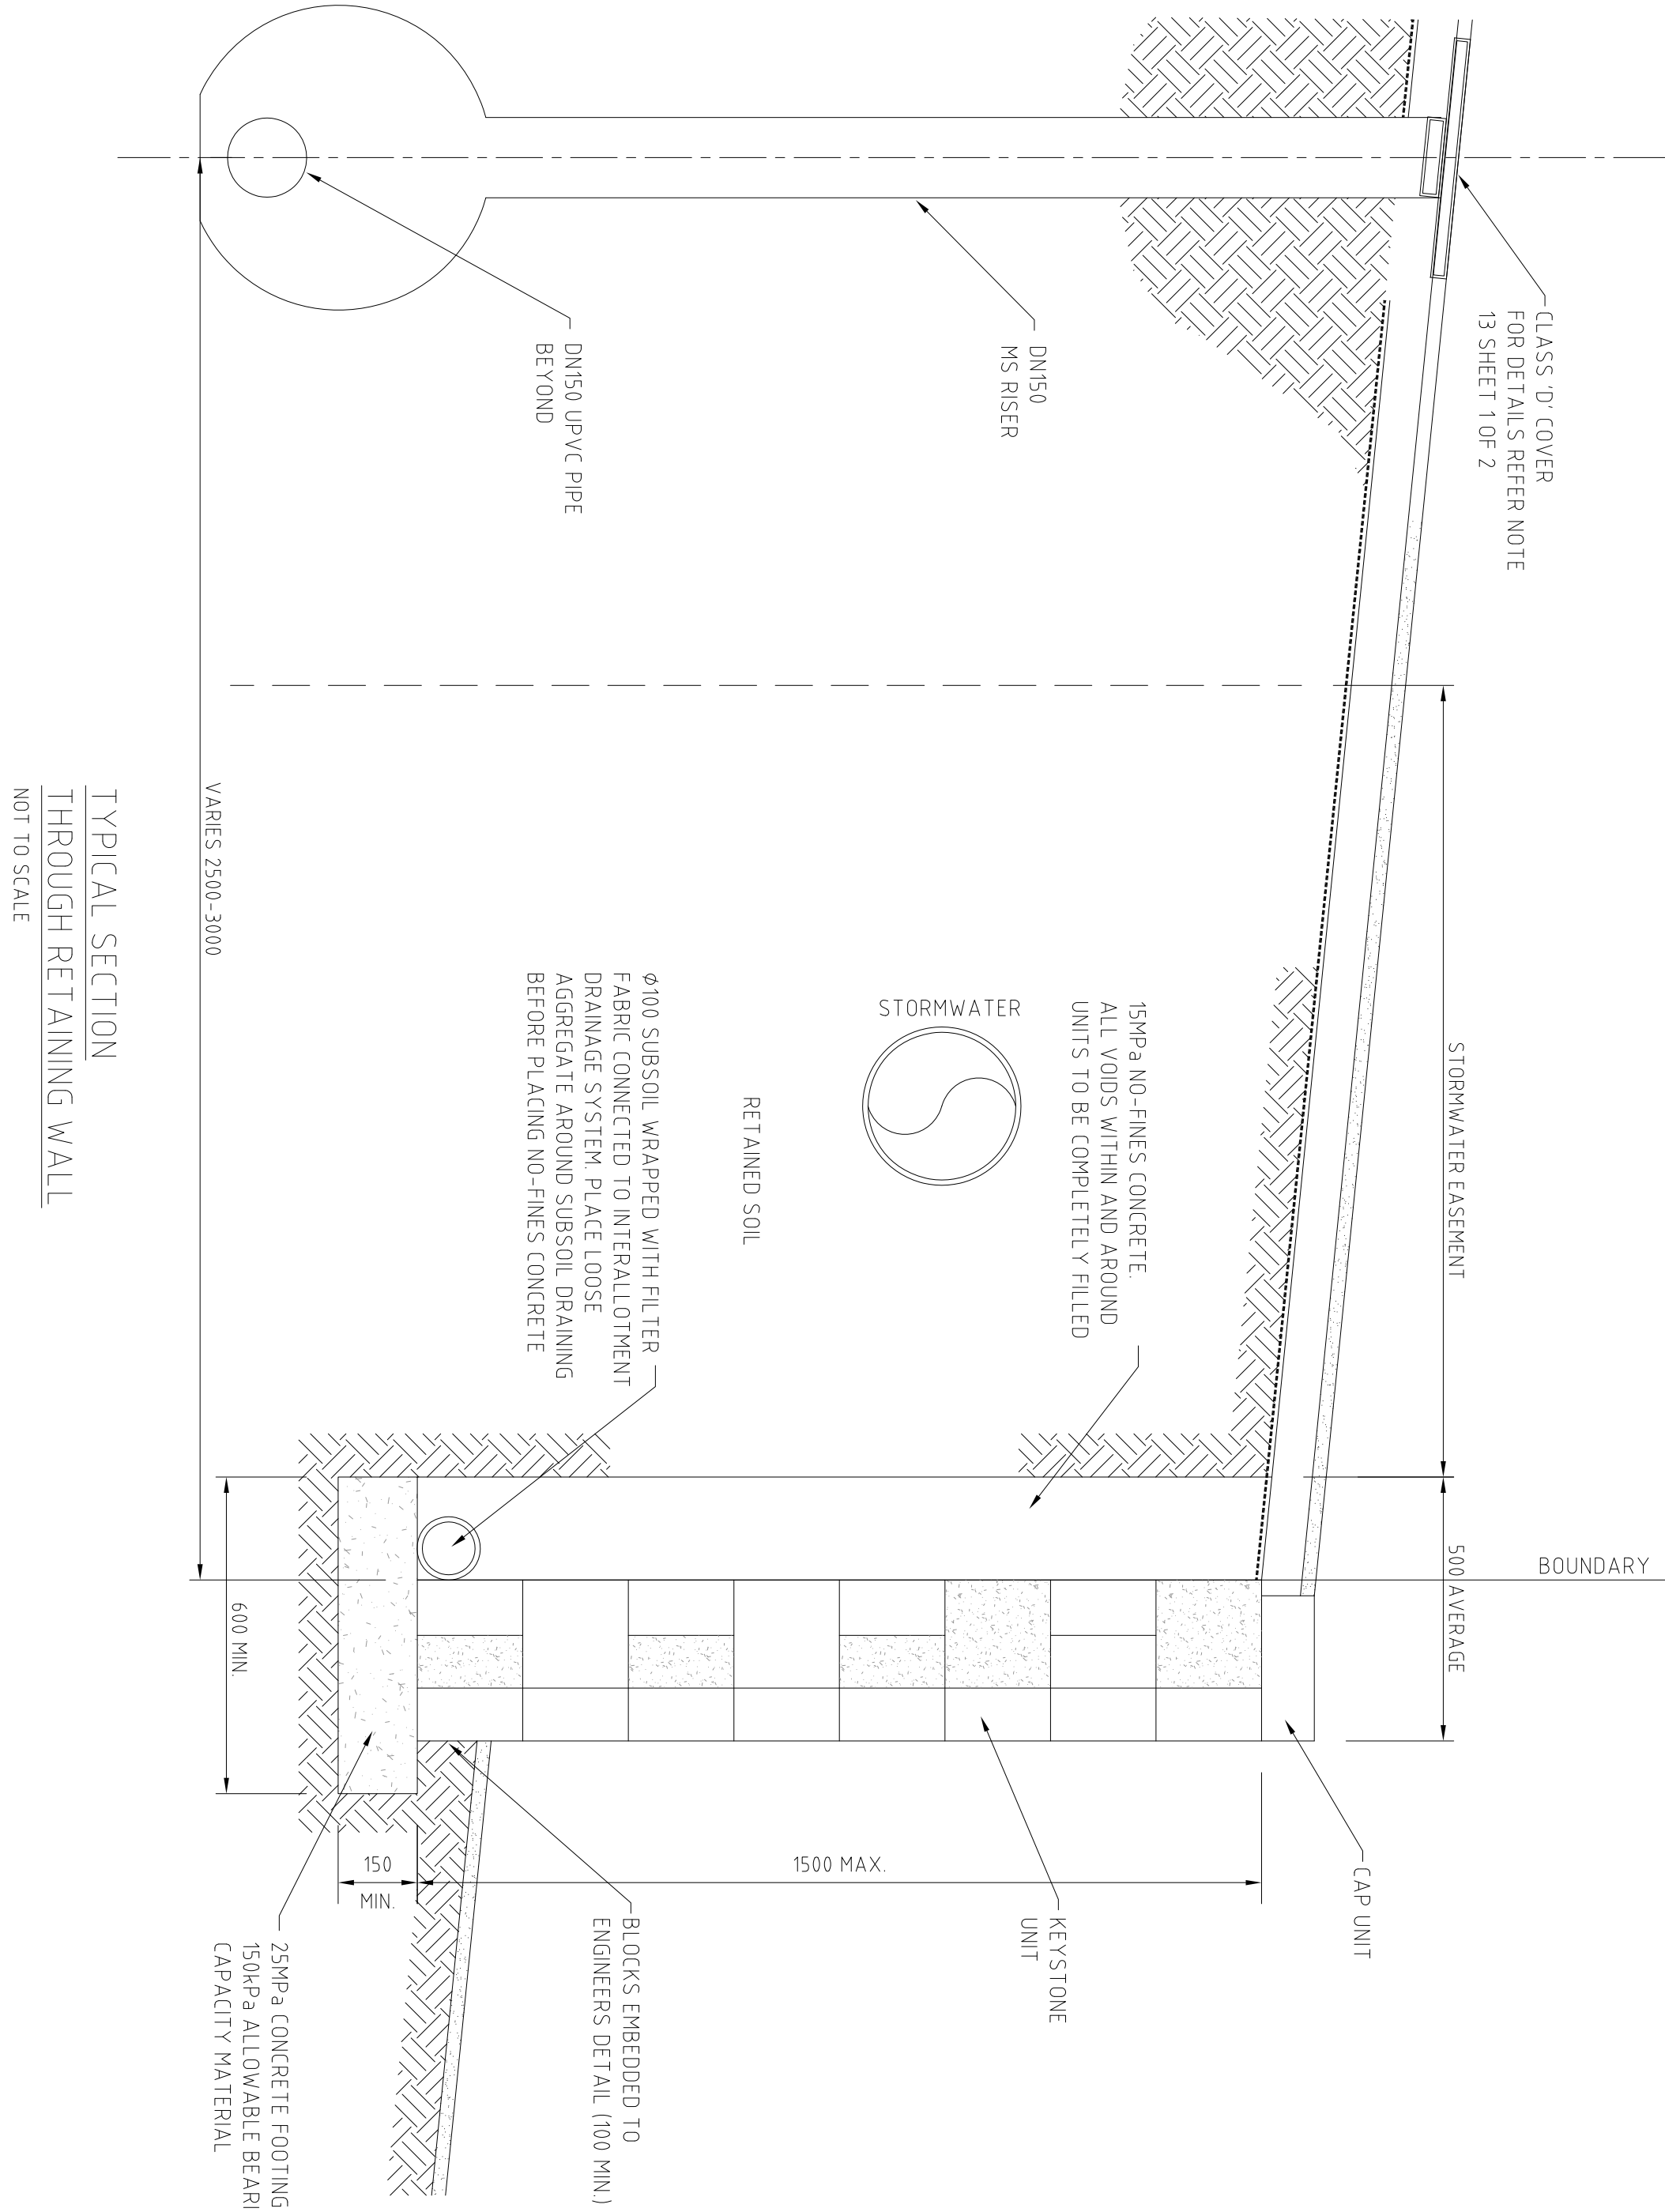 CLASS 'D' COVER
FOR DETAILS REFER NOTE
13 SHEET 1 OF 2
STORMWATER EASEMENT
500 AVERAGE
BOUNDARY
CAP UNIT
DN150
MS RISER
15MPa NO-FINES CONCRETE.
ALL VOIDS WITHIN AND AROUND
UNITS TO BE COMPLETELY FILLED
STORMWATER
KEYSTONE
UNIT
1500 MAX.
RETAINED SOIL
DN150 UPVC PIPE
BEYOND
Ø100 SUBSOIL WRAPPED WITH FILTER
FABRIC CONNECTED TO INTERALLOTMENT
DRAINAGE SYSTEM. PLACE LOOSE
AGGREGATE AROUND SUBSOIL DRAINING
BEFORE PLACING NO-FINES CONCRETE
BLOCKS EMBEDDED TO
ENGINEERS DETAIL (100 MIN.)
150
MIN.
600 MIN.
25MPa CONCRETE FOOTING
150kPa ALLOWABLE BEARI
CAPACITY MATERIAL
VARIES 2500-3000
TYPICAL SECTION
THROUGH RETAINING WALL
NOT TO SCALE